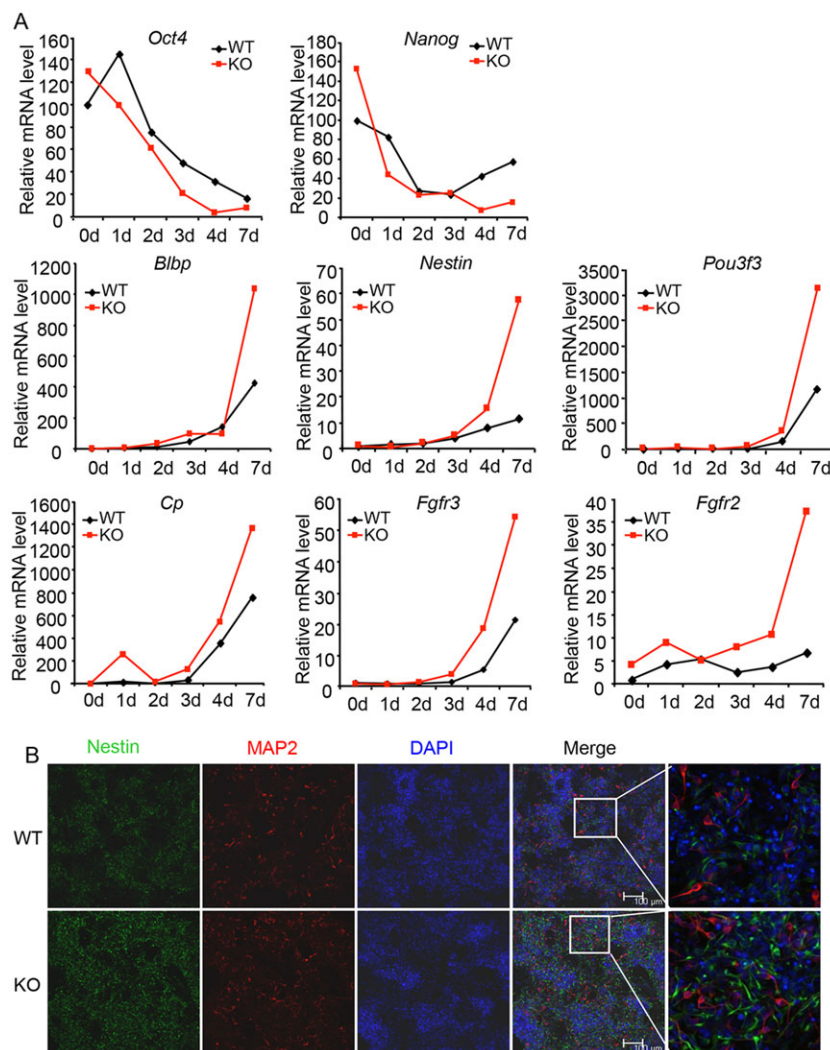 A
Oct4
WT
KO
Relative mRNA level
160
140
120
100
80
60
40
20
0
0d 1d 2d 3d 4d 7d
Nanog
WT
KO
Relative mRNA level
180
160
140
120
100
80
60
40
20
0
0d 1d 2d 3d 4d 7d
Blbp
WT
KO
Relative mRNA level
1200
1000
800
600
400
200
0
0d 1d 2d 3d 4d 7d
Nestin
WT
KO
Relative mRNA level
70
60
50
40
30
20
10
0
0d 1d 2d 3d 4d 7d
Pou3f3
WT
KO
Relative mRNA level
3500
3000
2500
2000
1500
1000
500
0
0d 1d 2d 3d 4d 7d
Cp
WT
KO
Relative mRNA level
1600
1400
1200
1000
800
600
400
200
0
0d 1d 2d 3d 4d 7d
Fgfr3
WT
KO
Relative mRNA level
60
50
40
30
20
10
0
0d 1d 2d 3d 4d 7d
Fgfr2
WT
KO
Relative mRNA level
40
35
30
25
20
15
10
5
0
0d 1d 2d 3d 4d 7d
B
Nestin MAP2 DAPI Merge
WT
100 µm
KO
100 µm